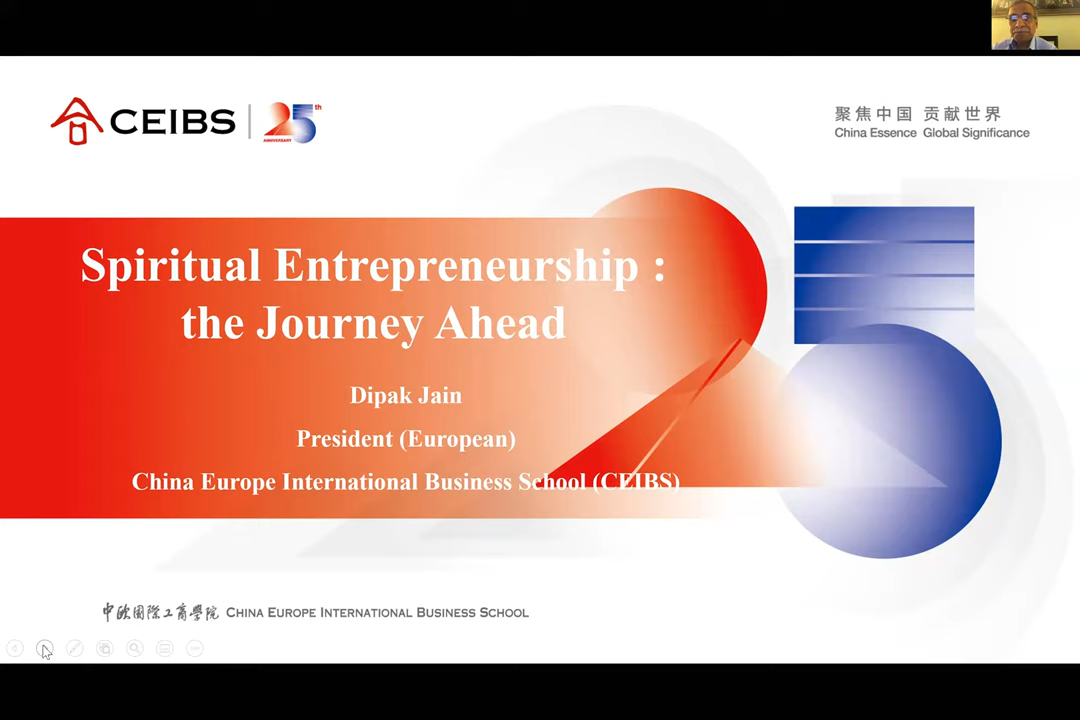 CEIBS
25th
ANNIVERSARY
聚焦中国 贡献世界
China Essence Global Significance
Spiritual Entrepreneurship :
the Journey Ahead
Dipak Jain
President (European)
China Europe International Business School (CEIBS)
25
中欧国际工商學院 CHINA EUROPE INTERNATIONAL BUSINESS SCHOOL